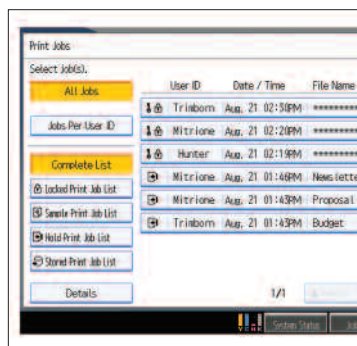 Print Jobs
Select Job(s).
All Jobs
Jobs Per User ID
Complete List
Locked Print Job List
Sample Print Job List
Hold Print Job List
Stored Print Job List
Details
User ID Date / Time File Name
Trimborn Aug. 21 02:30PM ********
Mitrione Aug. 21 02:20PM ********
Hunter Aug. 21 02:19PM ********
Mitrione Aug. 21 01:46PM Newslette
Mitrione Aug. 21 01:43PM Proposal
Trimborn Aug. 21 01:43PM Budget
1/1
System Status Job